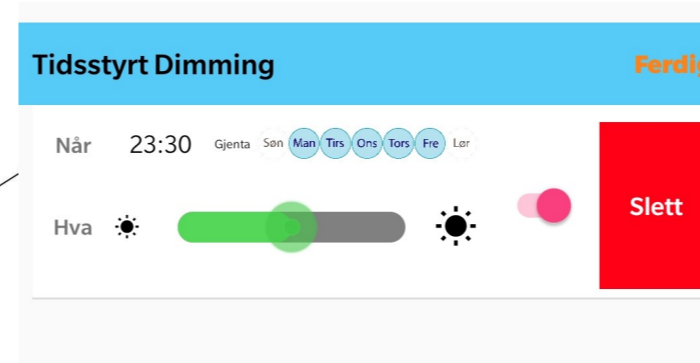 Tidsstyrt Dimming
Når 23:30 Gjenta Søn Man Tirs Ons Tors Fre Lør
Hva
Slett